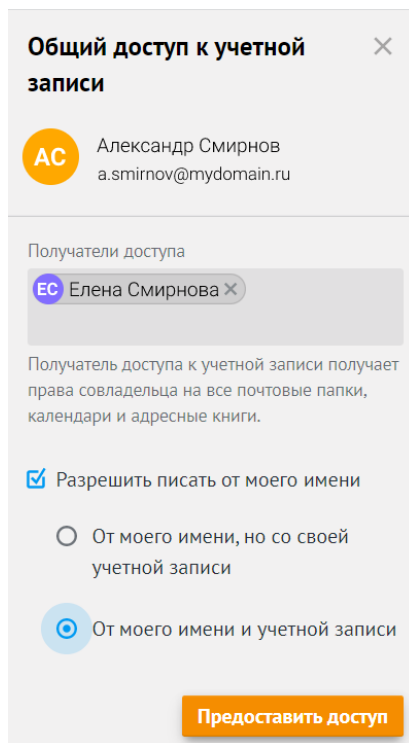 Общий доступ к учетной
записи
АС
Александр Смирнов
a.smirnov@mydomain.ru
Получатели доступа
ЕС Елена Смирнова
Получатель доступа к учетной записи получает
права совладельца на все почтовые папки,
календари и адресные книги.
Разрешить писать от моего имени
От моего имени, но со своей
учетной записи
От моего имени и учетной записи
Предоставить доступ